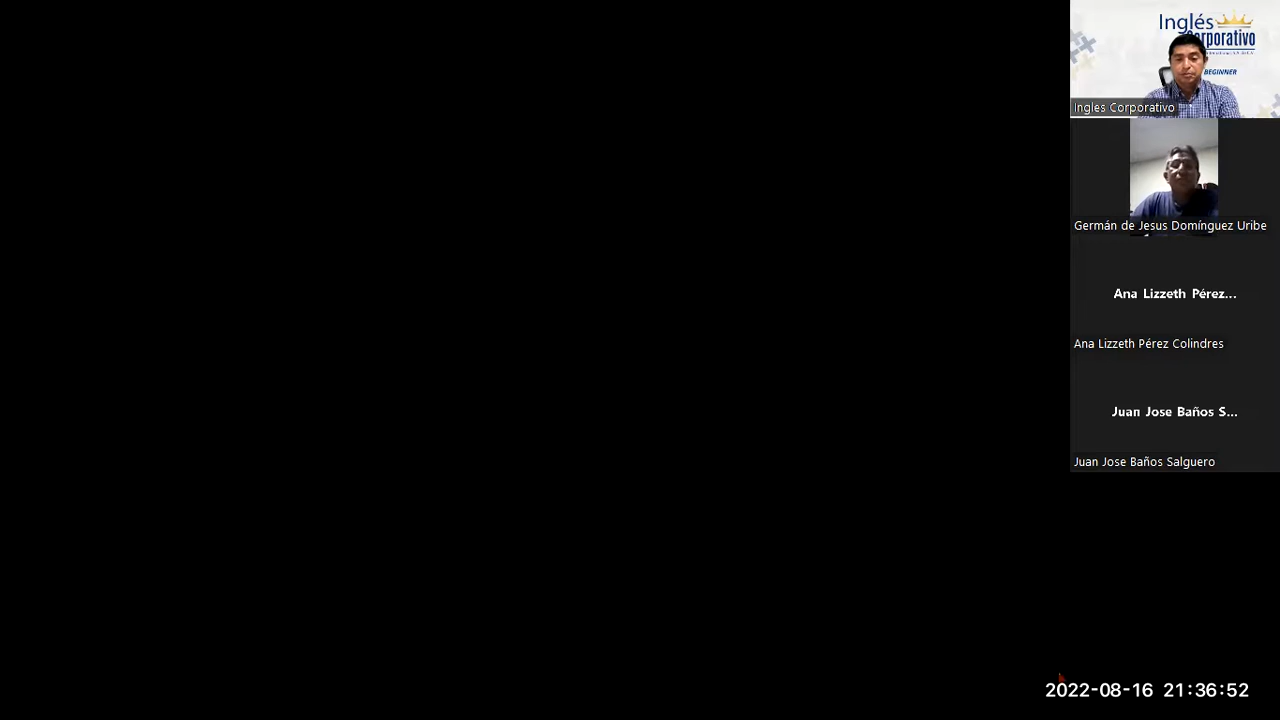 Inglés
Corporativo
BEGINNER
Ingles Corporativo
Germán de Jesus Domínguez Uribe
Ana Lizzeth Pérez...
Ana Lizzeth Pérez Colindres
Juan Jose Baños S...
Juan Jose Baños Salguero
2022-08-16 21:36:52